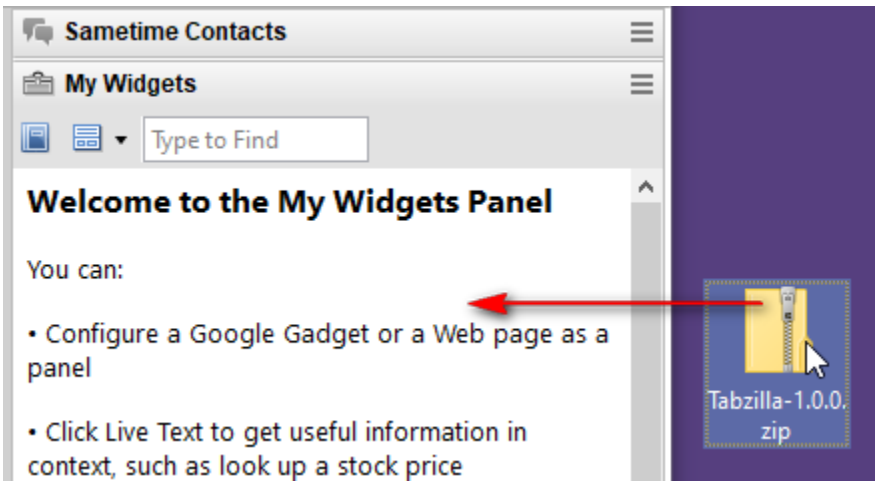 Sametime Contacts
My Widgets
Type to Find
Welcome to the My Widgets Panel
You can:
• Configure a Google Gadget or a Web page as a
panel
• Click Live Text to get useful information in
context, such as look up a stock price
Tabzilla-1.0.0.
zip